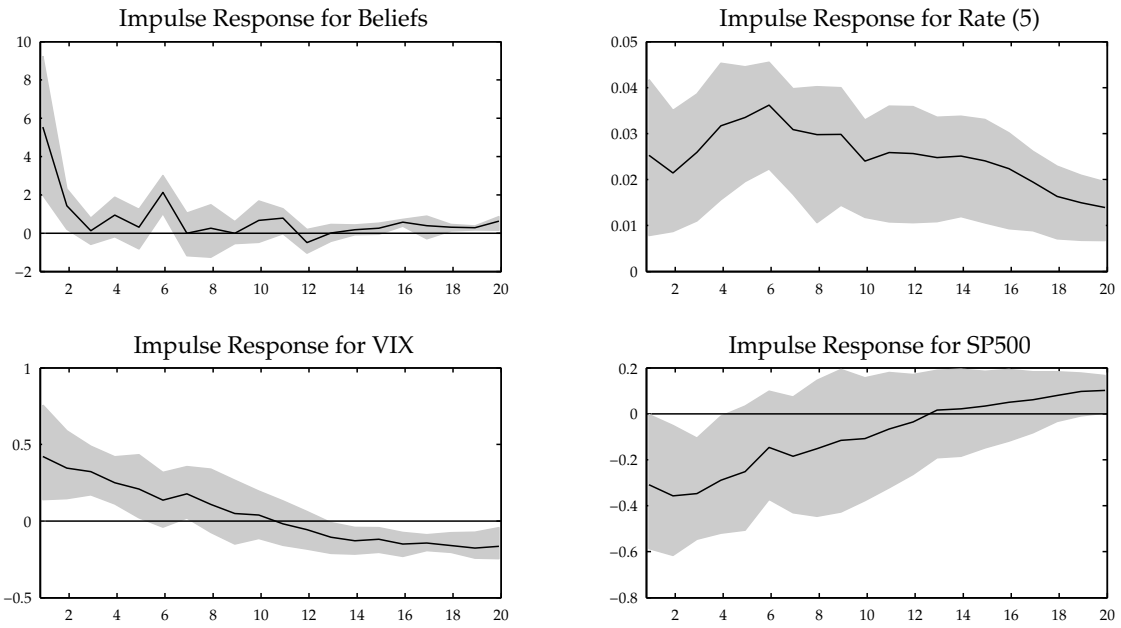 Impulse Response for Beliefs
10
8
6
4
2
0
−2
2 4 6 8 10 12 14 16 18 20
Impulse Response for Rate (5)
0.05
0.04
0.03
0.02
0.01
0
2 4 6 8 10 12 14 16 18 20
Impulse Response for VIX
1
0.5
0
−0.5
2 4 6 8 10 12 14 16 18 20
Impulse Response for SP500
0.2
0
−0.2
−0.4
−0.6
−0.8
2 4 6 8 10 12 14 16 18 20